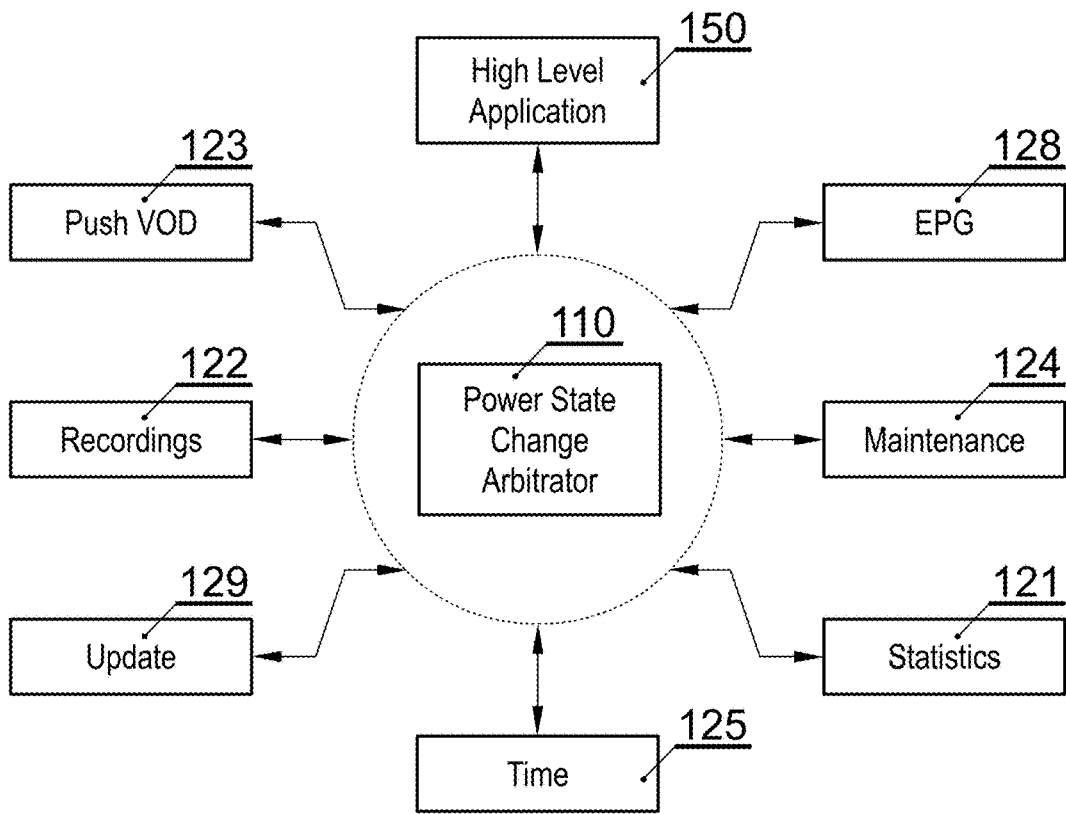 150
High Level
Application
123
Push VOD
128
EPG
110
Power State
Change
Arbitrator
122
Recordings
124
Maintenance
129
Update
121
Statistics
125
Time